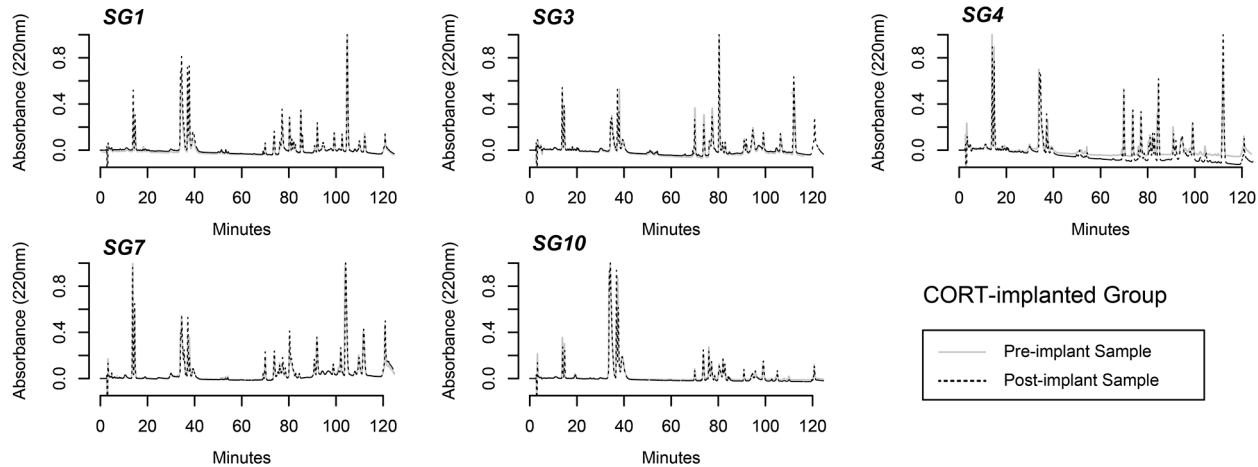 SG1
Absorbance (220nm)
0.0 0.4 0.8
0 20 40 60 80 100 120
Minutes
SG3
Absorbance (220nm)
0.0 0.4 0.8
0 20 40 60 80 100 120
Minutes
SG4
Absorbance (220nm)
0.0 0.4 0.8
0 20 40 60 80 100 120
Minutes
SG7
Absorbance (220nm)
0.0 0.4 0.8
0 20 40 60 80 100 120
Minutes
SG10
Absorbance (220nm)
0.0 0.4 0.8
0 20 40 60 80 100 120
Minutes
CORT-implanted Group
Pre-implant Sample
Post-implant Sample